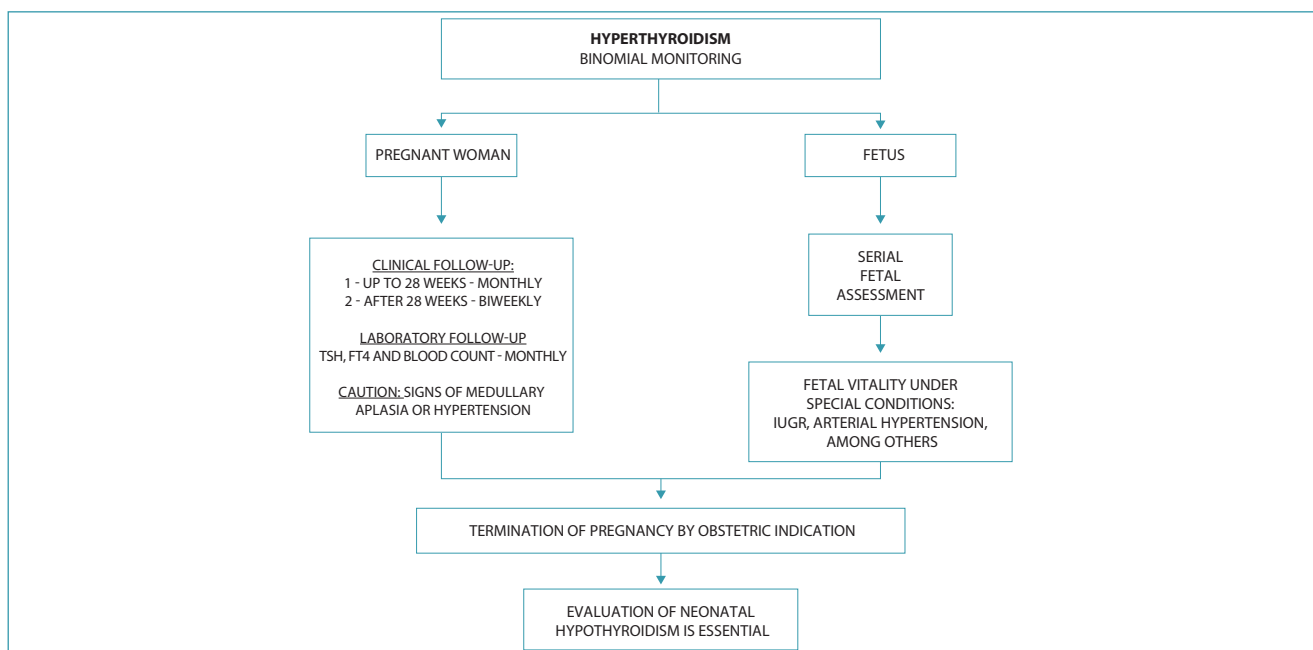 HYPERTHYROIDISM
BINOMIAL MONITORING
PREGNANT WOMAN
FETUS
CLINICAL FOLLOW-UP:
1 - UP TO 28 WEEKS - MONTHLY
2 - AFTER 28 WEEKS - BIWEEKLY
LABORATORY FOLLOW-UP
TSH, FT4 AND BLOOD COUNT - MONTHLY
CAUTION: SIGNS OF MEDULLARY
APLASIA OR HYPERTENSION
SERIAL
FETAL
ASSESSMENT
FETAL VITALITY UNDER
SPECIAL CONDITIONS:
IUGR, ARTERIAL HYPERTENSION,
AMONG OTHERS
TERMINATION OF PREGNANCY BY OBSTETRIC INDICATION
EVALUATION OF NEONATAL
HYPOTHYROIDISM IS ESSENTIAL